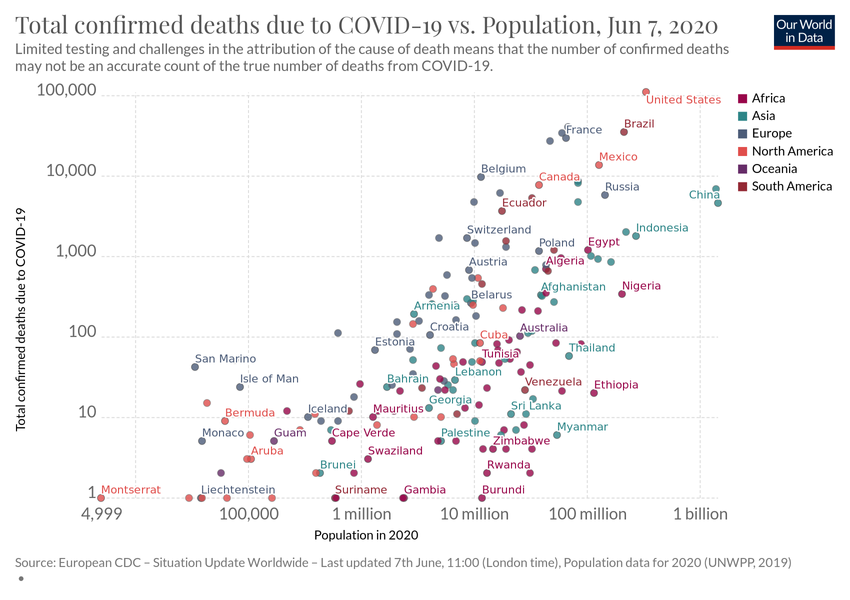 Total confirmed deaths due to COVID-19 vs. Population, Jun 7, 2020
Our World
in Data
Limited testing and challenges in the attribution of the cause of death means that the number of confirmed deaths
may not be an accurate count of the true number of deaths from COVID-19.
100,000
United States
Africa
Asia
Europe
North America
Oceania
South America
France
Brazil
Mexico
10,000
Belgium
Canada
Russia
China
Ecuador
Switzerland
Indonesia
Poland
Egypt
1,000
Austria
Algeria
Belarus
Afghanistan
Nigeria
Armenia
Croatia
Australia
100
Estonia
Cuba
Tunisia
Thailand
San Marino
Isle of Man
Bahrain
Lebanon
Venezuela
Ethiopia
Bermuda
Iceland
Mauritius
Georgia
Sri Lanka
10
Monaco
Guam
Cape Verde
Palestine
Zimbabwe
Myanmar
Aruba
Swaziland
Brunei
Rwanda
1
Montserrat
Liechtenstein
Suriname
Gambia
Burundi
4,999
100,000
1 million
10 million
100 million
1 billion
Population in 2020
Total confirmed deaths due to COVID-19
Source: European CDC – Situation Update Worldwide – Last updated 7th June, 11:00 (London time), Population data for 2020 (UNWPP, 2019)